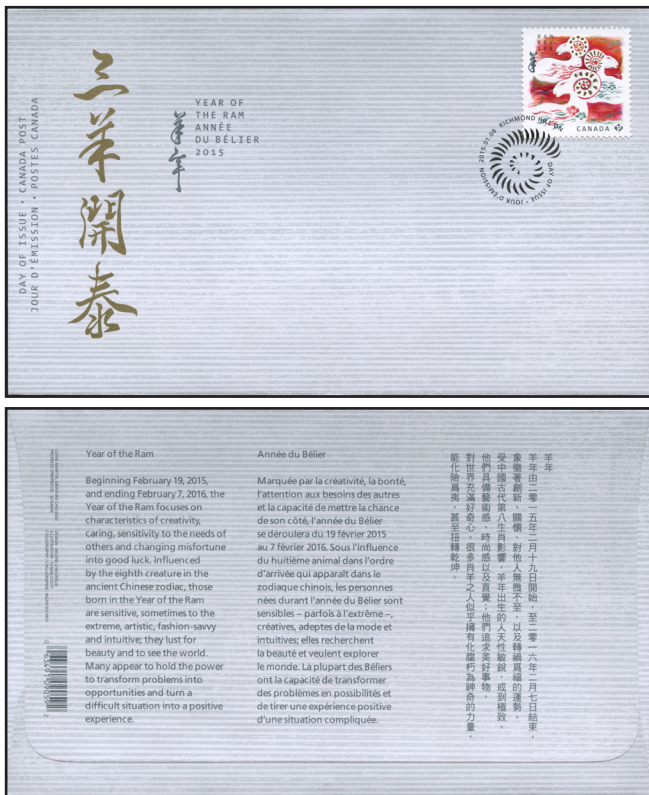 DAY OF ISSUE • CANADA POST
JOUR D'ÉMISSION • POSTES CANADA
三羊開泰
羊年
YEAR OF
THE RAM
ANNÉE
DU BÉLIER
2015
CANADA P
2015.01.08 RICHMOND
DAY OF ISSUE • JOUR D'ÉMISSION
Year of the Ram
Beginning February 19, 2015,
and ending February 7, 2016, the
Year of the Ram focuses on
characteristics of creativity,
caring, sensitivity to the needs of
others and changing misfortune
into good luck. Influenced
by the eighth creature in the
ancient Chinese zodiac, those
born in the Year of the Ram
are sensitive, sometimes to the
extreme, artistic, fashion-savvy
and intuitive; they lust for
beauty and to see the world.
Many appear to hold the power
to transform problems into
opportunities and turn a
difficult situation into a positive
experience.
Année du Bélier
Marquée par la créativité, la bonté,
l'attention aux besoins des autres
et la capacité de mettre la chance
de son côté, l'année du Bélier
se déroulera du 19 février 2015
au 7 février 2016. Sous l'influence
du huitième animal dans l'ordre
d'arrivée qui apparaît dans le
zodiaque chinois, les personnes
nées durant l'année du Bélier sont
sensibles – parfois à l'extrême –,
créatives, adeptes de la mode et
intuitives; elles recherchent
la beauté et veulent explorer
le monde. La plupart des Béliers
ont la capacité de transformer
des problèmes en possibilités et
de tirer une expérience positive
d'une situation compliquée.
羊年
羊年由二零一五年二月十九日開始，至二零一六年二月七日結束，
象徵著創新、關懷、對他人無微不至、以及轉禍爲福的運勢。
受中國古代第八生肖影響，羊年出生的人天性敏銳，或到極致。
他們具備藝術感、時尚感以及直覺；他們追求美好事物，
對世界充滿好奇心。很多肖羊之人似乎擁有化腐朽為神奇的力量，
能化險爲夷，甚至扭轉乾坤。